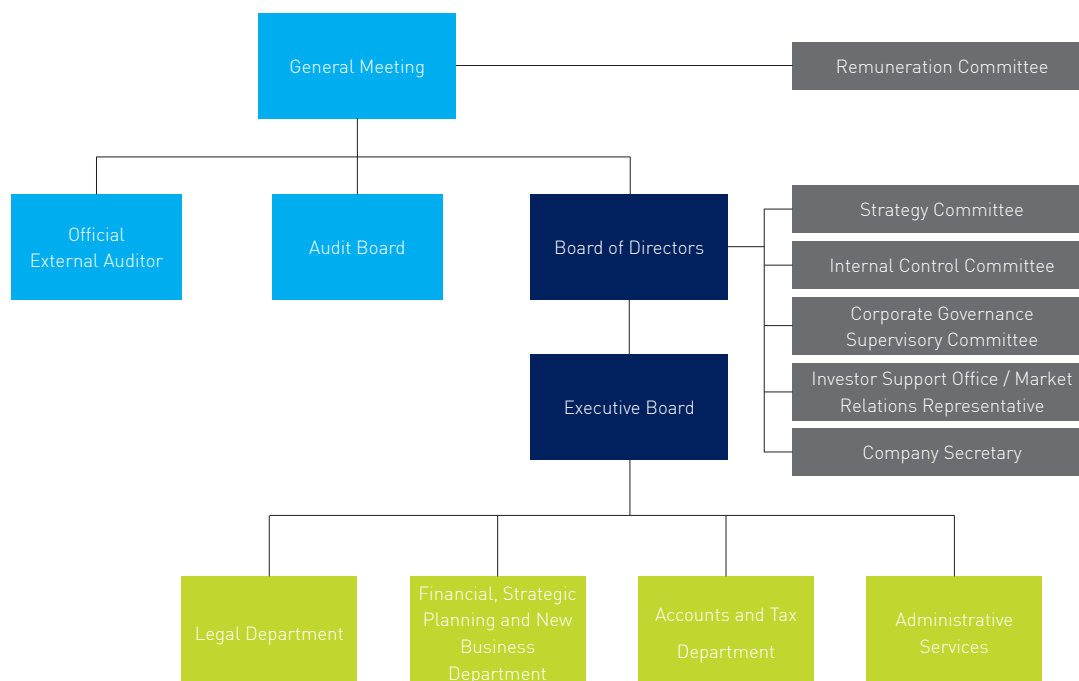 General Meeting
Remuneration Committee
Official
External Auditor
Audit Board
Board of Directors
Strategy Committee
Internal Control Committee
Corporate Governance
Supervisory Committee
Investor Support Office / Market
Relations Representative
Company Secretary
Executive Board
Legal Department
Financial, Strategic
Planning and New
Business
Department
Accounts and Tax
Department
Administrative
Services